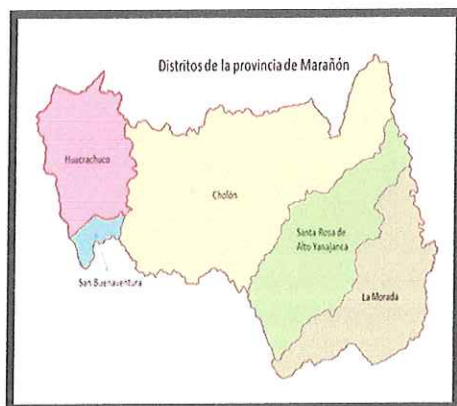 Distritos de la provincia de Marañón
Huacrachuco
Cholón
Santa Rosa de
Alto Yanajanca
San Buenaventura
La Morada